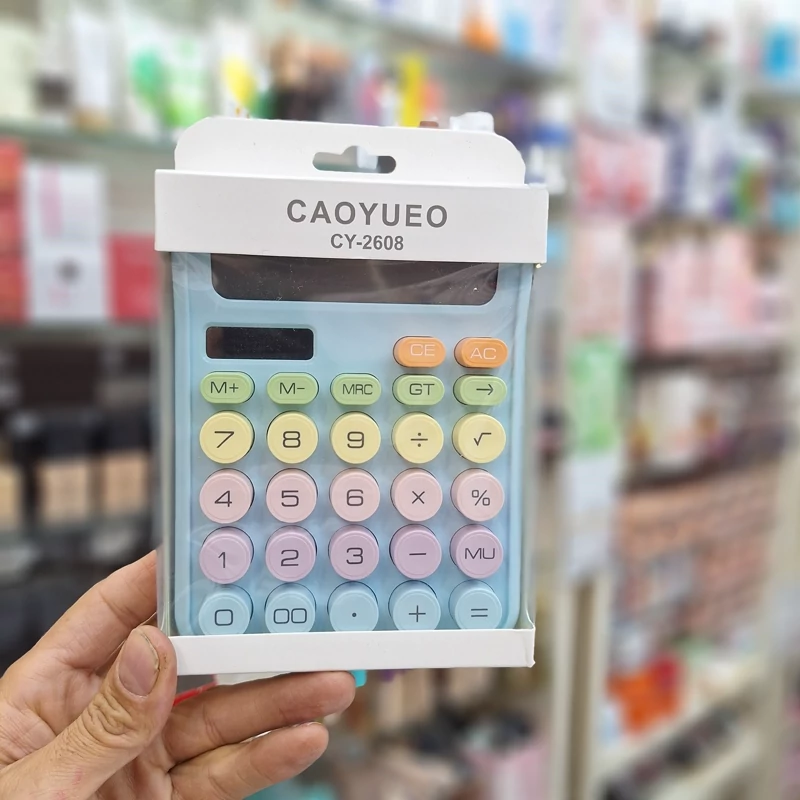 CAOYUEO
CY-2608
CE AC
M+ M- MRC GT →
7 8 9 ÷ √
4 5 6 × %
1 2 3 − MU
0 00 · + =